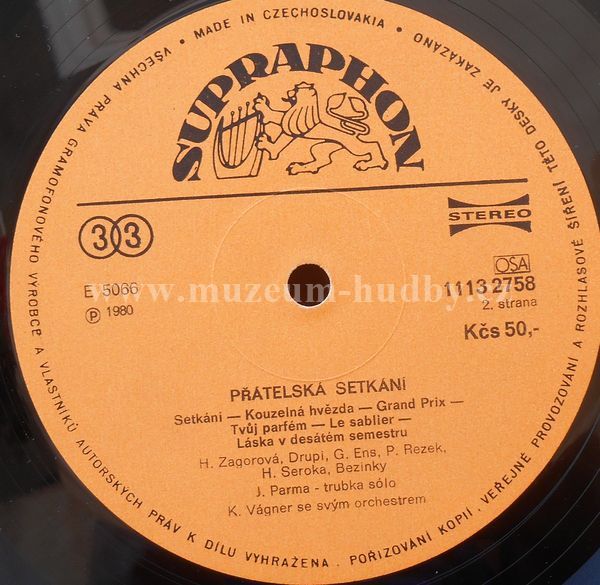 VŠECHNA PRÁVA GRAMOFONOVÉHO VÝROBCE A VLASTNÍKŮ AUTORSKÝCH PRÁV K DÍLU VYHRAŽENA. POŘIZOVÁNÍ KOPIÍ, VEŘEJNÉ PROVOZOVÁNÍ A ROZHLASOVÉ ŠÍŘENÍ TÉTO DESKY JE ZAKÁZÁNO • MADE IN CZECHOSLOVAKIA •
SUPRAPHON
33
STEREO
E 5066
OSA
1113 2758
℗ 1980
2. strana
Kčs 50,-
www.muzeum-hudby.cz
PŘÁTELSKÁ SETKÁNÍ
Setkání — Kouzelná hvězda — Grand Prix —
Tvůj parfém — Le sablier —
Láska v desátém semestru
H. Zagorová, Drupi, G. Ens, P. Rezek,
H. Seroka, Bezinky
J. Parma - trubka sólo
K. Vágner se svým orchestrem